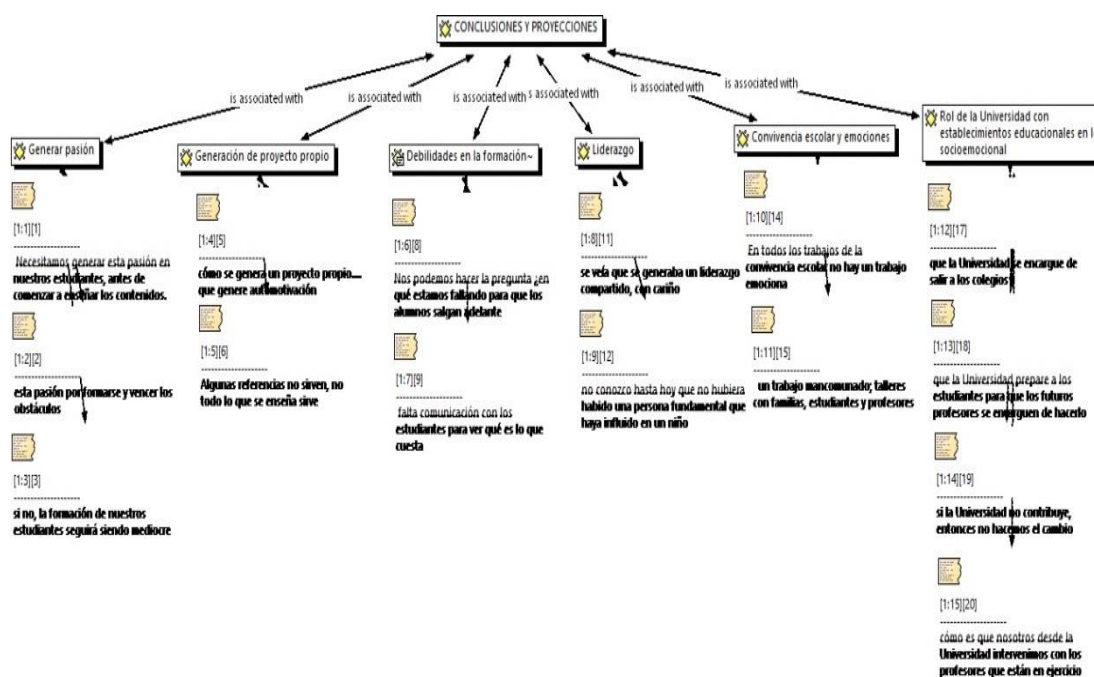 CONCLUSIONES Y PROYECCIONES
is associated with
is associated with
is associated with
s associated with
is associated with
is associated with
Generar pasión
[1:1][1]
--------------------
Necesitamos generar esta pasión en
nuestros estudiantes, antes de
comenzar a enseñar los contenidos.
[1:2][2]
--------------------
esta pasión por formarse y vencer los
obstáculos
[1:3][3]
--------------------
si no, la formación de nuestros
estudiantes seguirá siendo mediocre
Generación de proyecto propio
[1:4][5]
--------------------
cómo se genera un proyecto propio....
que genere automotivación
[1:5][6]
--------------------
Algunas referencias no sirven, no
todo lo que se enseña sirve
Debilidades en la formación~
[1:6][8]
--------------------
Nos podemos hacer la pregunta ¿en
qué estamos fallando para que los
alumnos salgan adelante
[1:7][9]
--------------------
falta comunicación con los
estudiantes para ver qué es lo que
cuesta
Liderazgo
[1:8][11]
--------------------
se veía que se generaba un liderazgo
compartido, con cariño
[1:9][12]
--------------------
no conozco hasta hoy que no hubiera
habido una persona fundamental que
haya influido en un niño
Convivencia escolar y emociones
[1:10][14]
--------------------
En todos los trabajos de la
convivencia escolar no hay un trabajo
emociona
[1:11][15]
--------------------
un trabajo mancomunado; talleres
con familias, estudiantes y profesores
Rol de la Universidad con
establecimientos educacionales en l
socioemocional
[1:12][17]
--------------------
que la Universidad se encargue de
salir a los colegios
[1:13][18]
--------------------
que la Universidad prepare a los
estudiantes para que los futuros
profesores se encarguen de hacerlo
[1:14][19]
--------------------
si la Universidad no contribuye,
entonces no hacemos el cambio
[1:15][20]
--------------------
cómo es que nosotros desde la
Universidad intervenimos con los
profesores que están en ejercicio